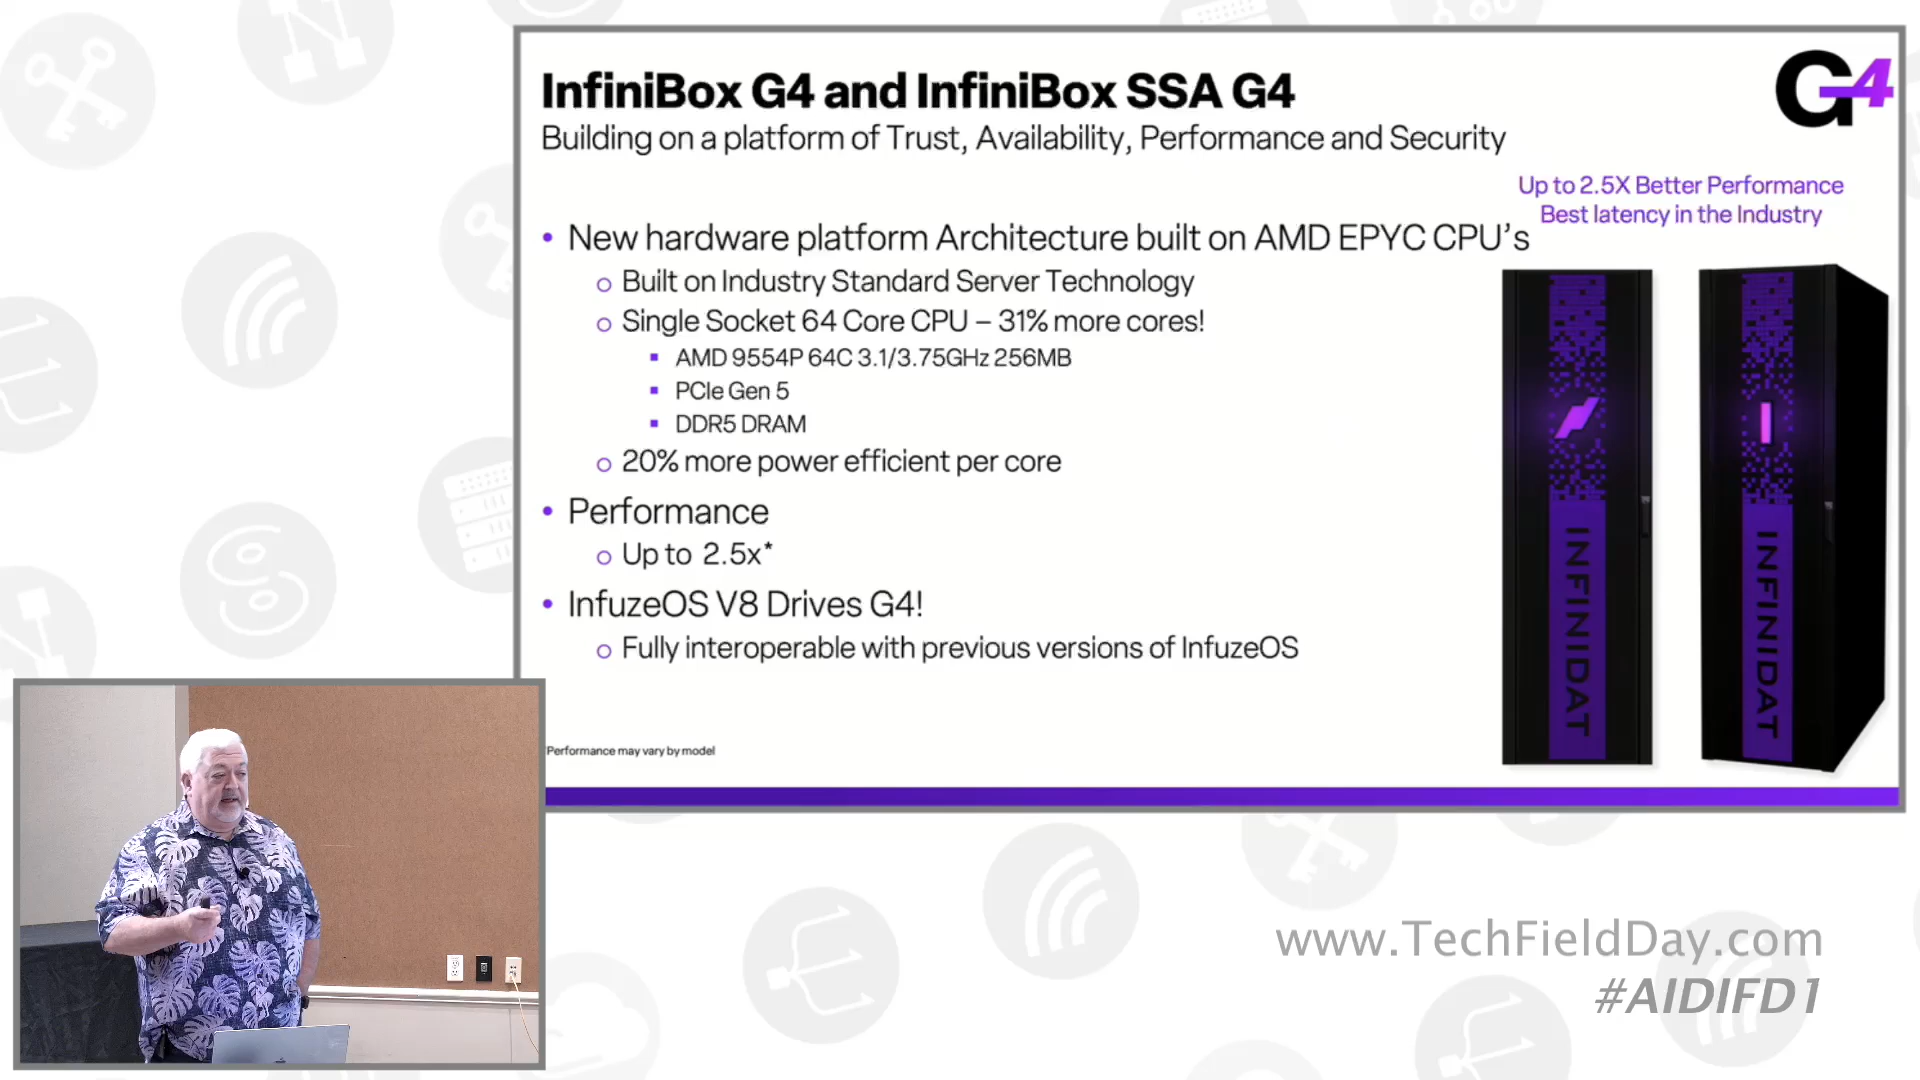 InfiniBox G4 and InfiniBox SSA G4
Building on a platform of Trust, Availability, Performance and Security
G4
Up to 2.5X Better Performance
Best latency in the Industry
• New hardware platform Architecture built on AMD EPYC CPU's
o Built on Industry Standard Server Technology
o Single Socket 64 Core CPU – 31% more cores!
▪ AMD 9554P 64C 3.1/3.75GHz 256MB
▪ PCIe Gen 5
▪ DDR5 DRAM
o 20% more power efficient per core
• Performance
o Up to 2.5x*
• InfuzeOS V8 Drives G4!
o Fully interoperable with previous versions of InfuzeOS
INFINIDAT
INFINIDAT
*Performance may vary by model
www.TechFieldDay.com
#AIDIFD1